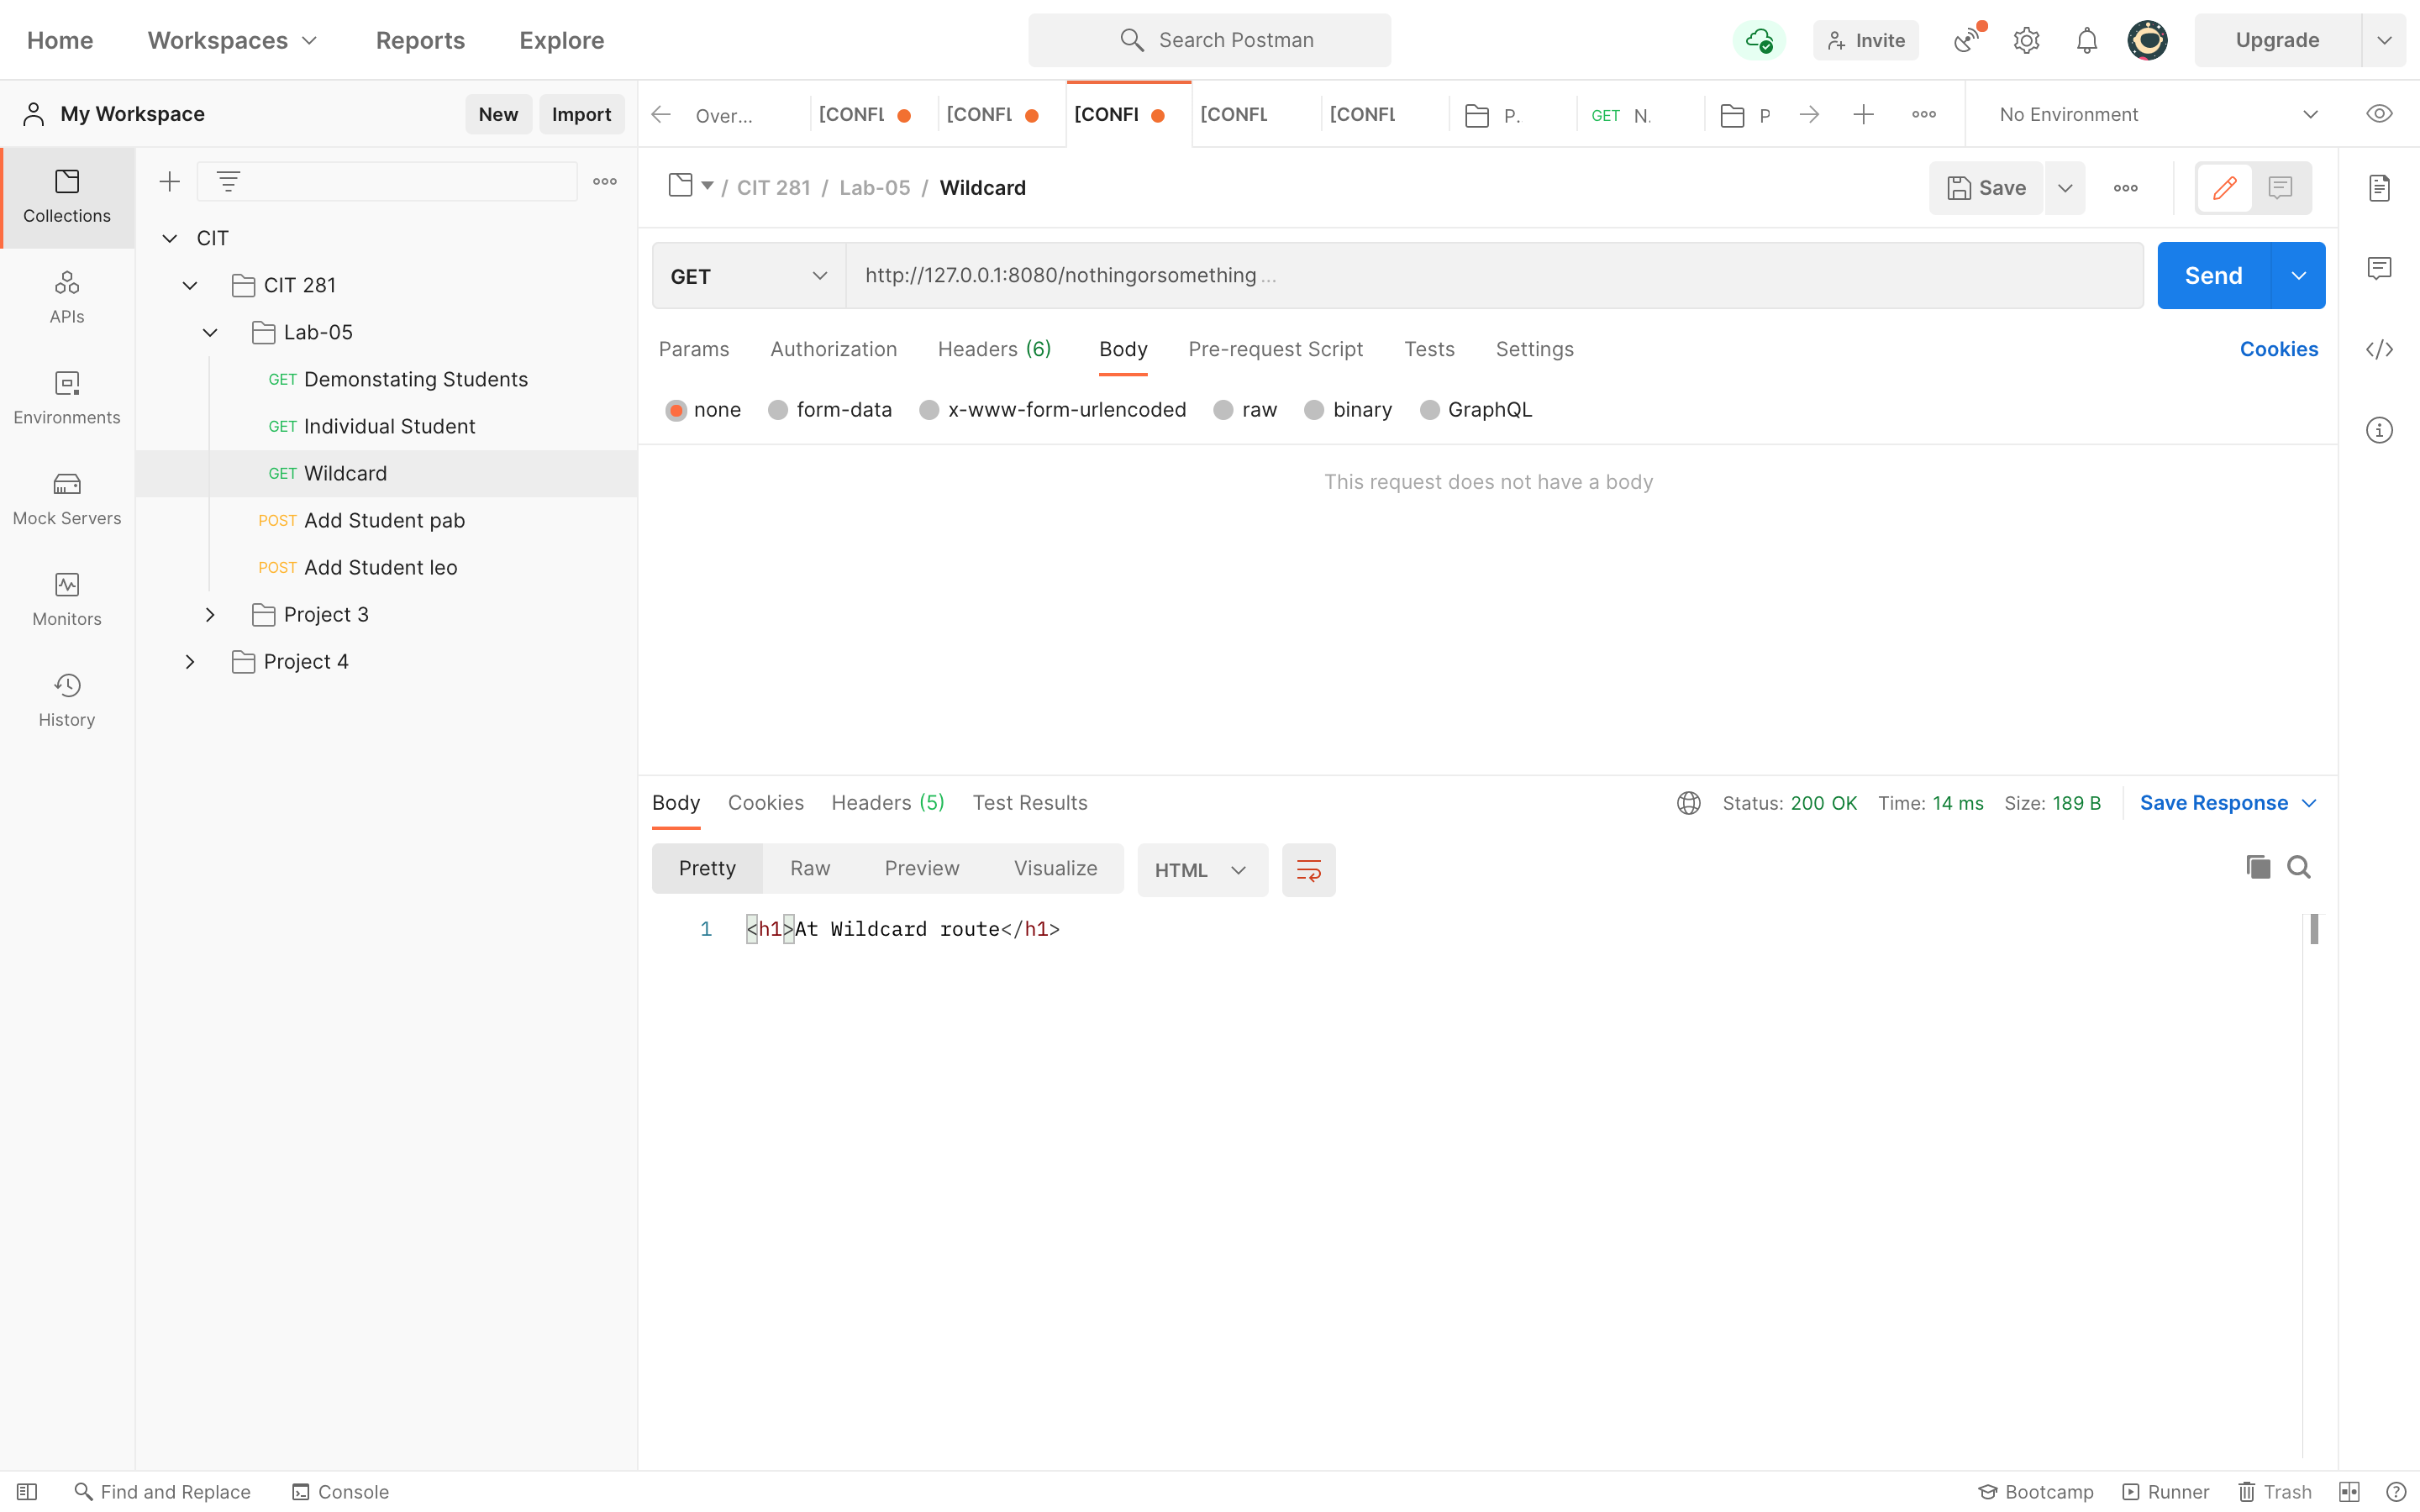 Home Workspaces Reports Explore Search Postman Invite Upgrade
My Workspace New Import Over... [CONFL [CONFL [CONFI [CONFL [CONFL P. GET N. P No Environment
Collections
APIs
Environments
Mock Servers
Monitors
History
CIT
CIT 281
Lab-05
GET Demonstating Students
GET Individual Student
GET Wildcard
POST Add Student pab
POST Add Student leo
Project 3
Project 4
/ CIT 281 / Lab-05 / Wildcard Save
GET http://127.0.0.1:8080/nothingorsomething ... Send
Params Authorization Headers (6) Body Pre-request Script Tests Settings Cookies
none form-data x-www-form-urlencoded raw binary GraphQL
This request does not have a body
Body Cookies Headers (5) Test Results Status: 200 OK Time: 14 ms Size: 189 B Save Response
Pretty Raw Preview Visualize HTML
1 <h1>At Wildcard route</h1>
Find and Replace Console Bootcamp Runner Trash